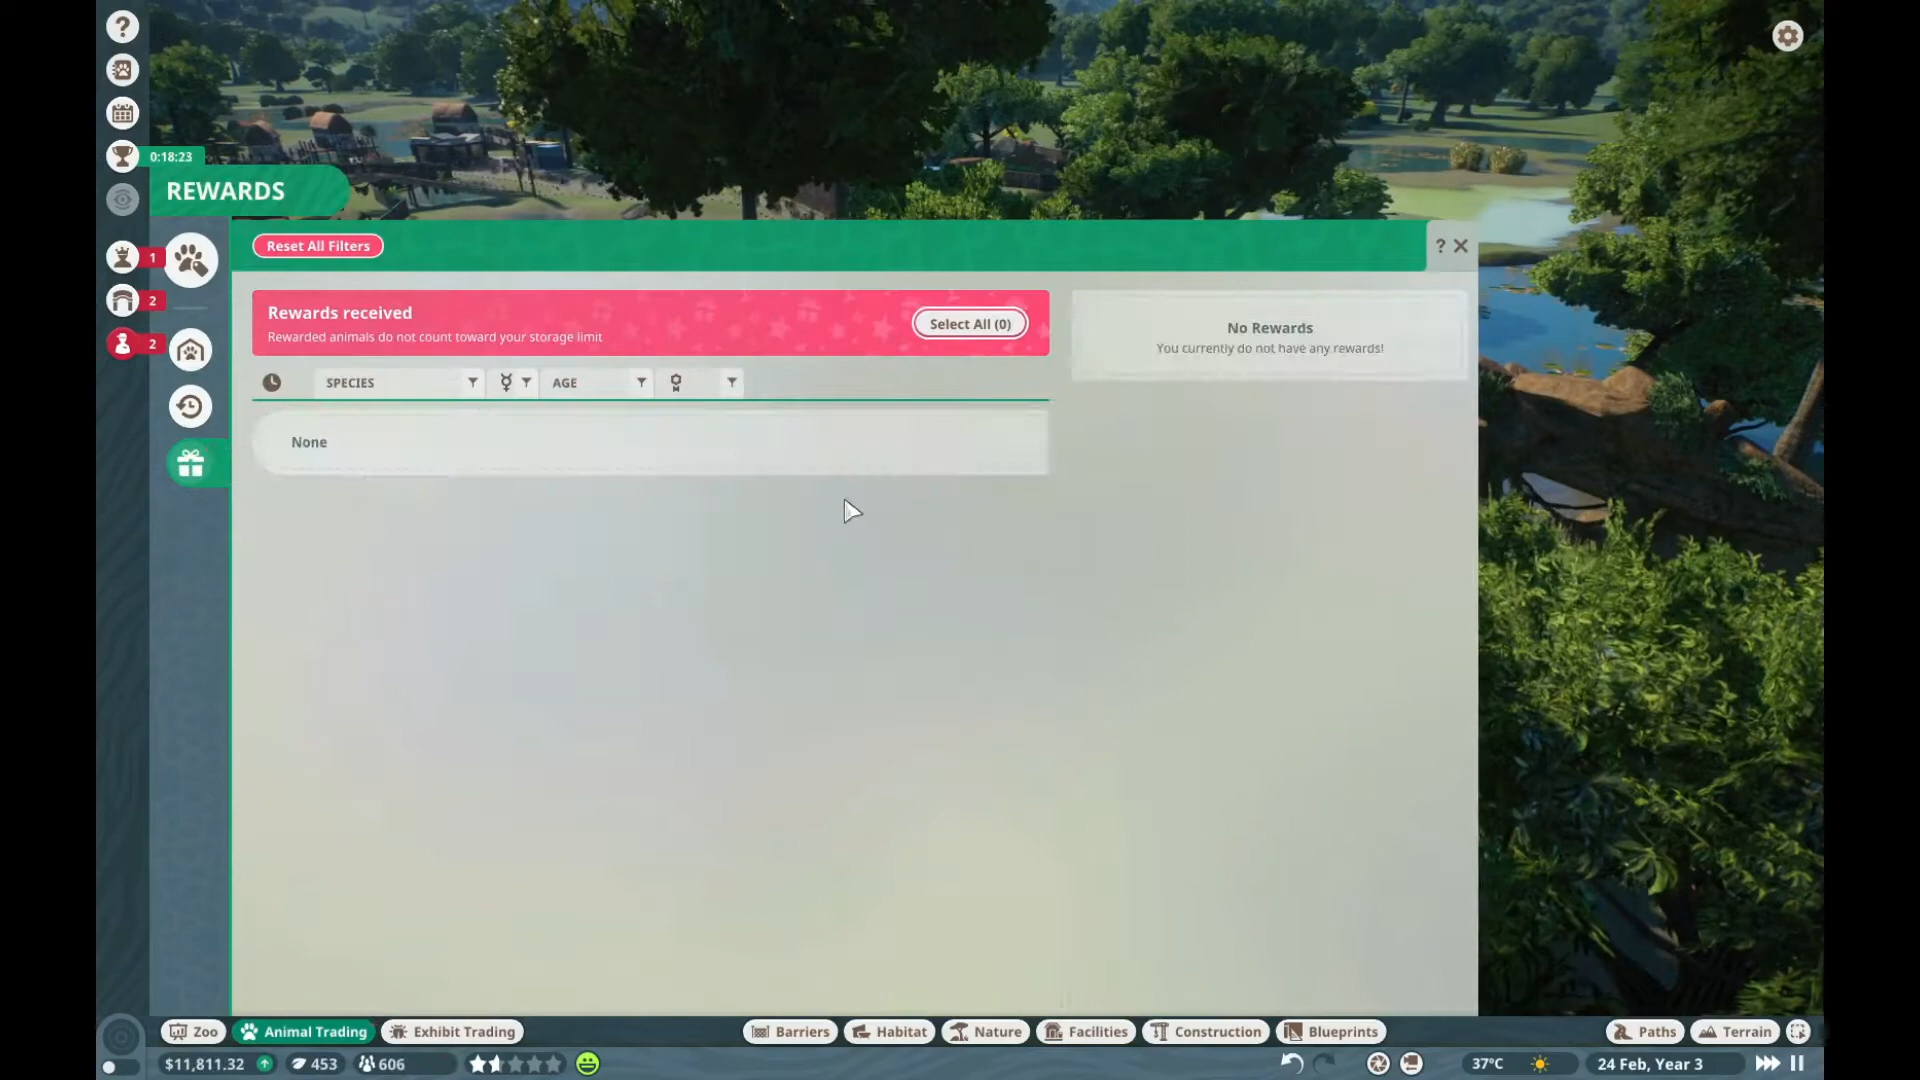 ?
0:18:23
REWARDS
Reset All Filters
?
1
2
2
Rewards received
Rewarded animals do not count toward your storage limit
Select All (0)
No Rewards
You currently do not have any rewards!
SPECIES
AGE
None
Zoo
Animal Trading
Exhibit Trading
Barriers
Habitat
Nature
Facilities
Construction
Blueprints
Paths
Terrain
$11,811.32
453
606
37°C
24 Feb, Year 3